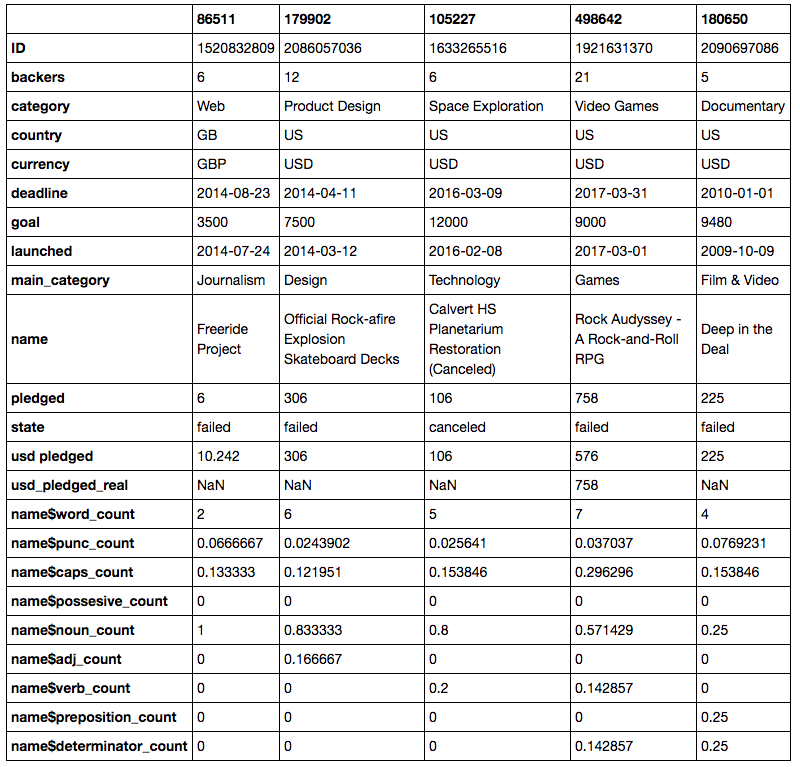 86511 179902 105227 498642 180650
ID 1520832809 2086057036 1633265516 1921631370 2090697086
backers 6 12 6 21 5
category Web Product Design Space Exploration Video Games Documentary
country GB US US US US
currency GBP USD USD USD USD
deadline 2014-08-23 2014-04-11 2016-03-09 2017-03-31 2010-01-01
goal 3500 7500 12000 9000 9480
launched 2014-07-24 2014-03-12 2016-02-08 2017-03-01 2009-10-09
main_category Journalism Design Technology Games Film & Video
name
Freeride
Project
Official Rock-afire
Explosion
Skateboard Decks
Calvert HS
Planetarium
Restoration
(Canceled)
Rock Audyssey -
A Rock-and-Roll
RPG
Deep in the
Deal
pledged 6 306 106 758 225
state failed failed canceled failed failed
usd pledged 10.242 306 106 576 225
usd_pledged_real NaN NaN NaN 758 NaN
name$word_count 2 6 5 7 4
name$punc_count 0.0666667 0.0243902 0.025641 0.037037 0.0769231
name$caps_count 0.133333 0.121951 0.153846 0.296296 0.153846
name$possesive_count 0 0 0 0 0
name$noun_count 1 0.833333 0.8 0.571429 0.25
name$adj_count 0 0.166667 0 0 0
name$verb_count 0 0 0.2 0.142857 0
name$preposition_count 0 0 0 0 0.25
name$determinator_count 0 0 0 0.142857 0.25